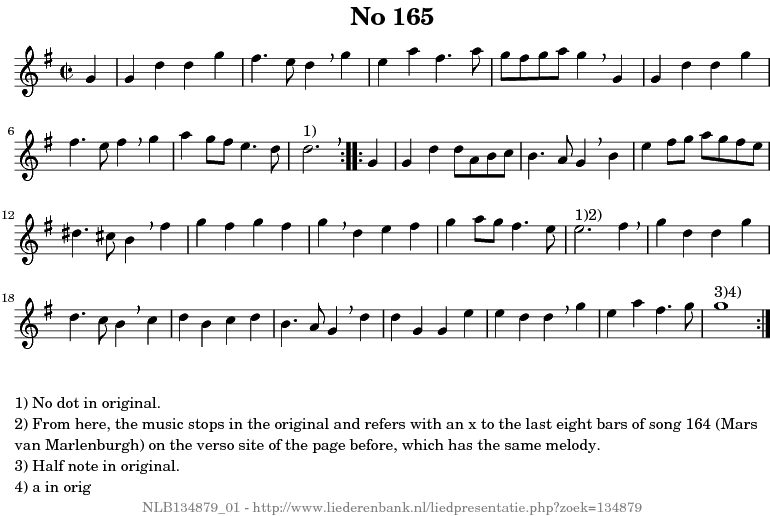 No 165
6
1)
12
1)2)
18
3)4)
1) No dot in original.
2) From here, the music stops in the original and refers with an x to the last eight bars of song 164 (Mars
van Marlenburgh) on the verso site of the page before, which has the same melody.
3) Half note in original.
4) a in orig
NLB134879_01 - http://www.liederenbank.nl/liedpresentatie.php?zoek=134879